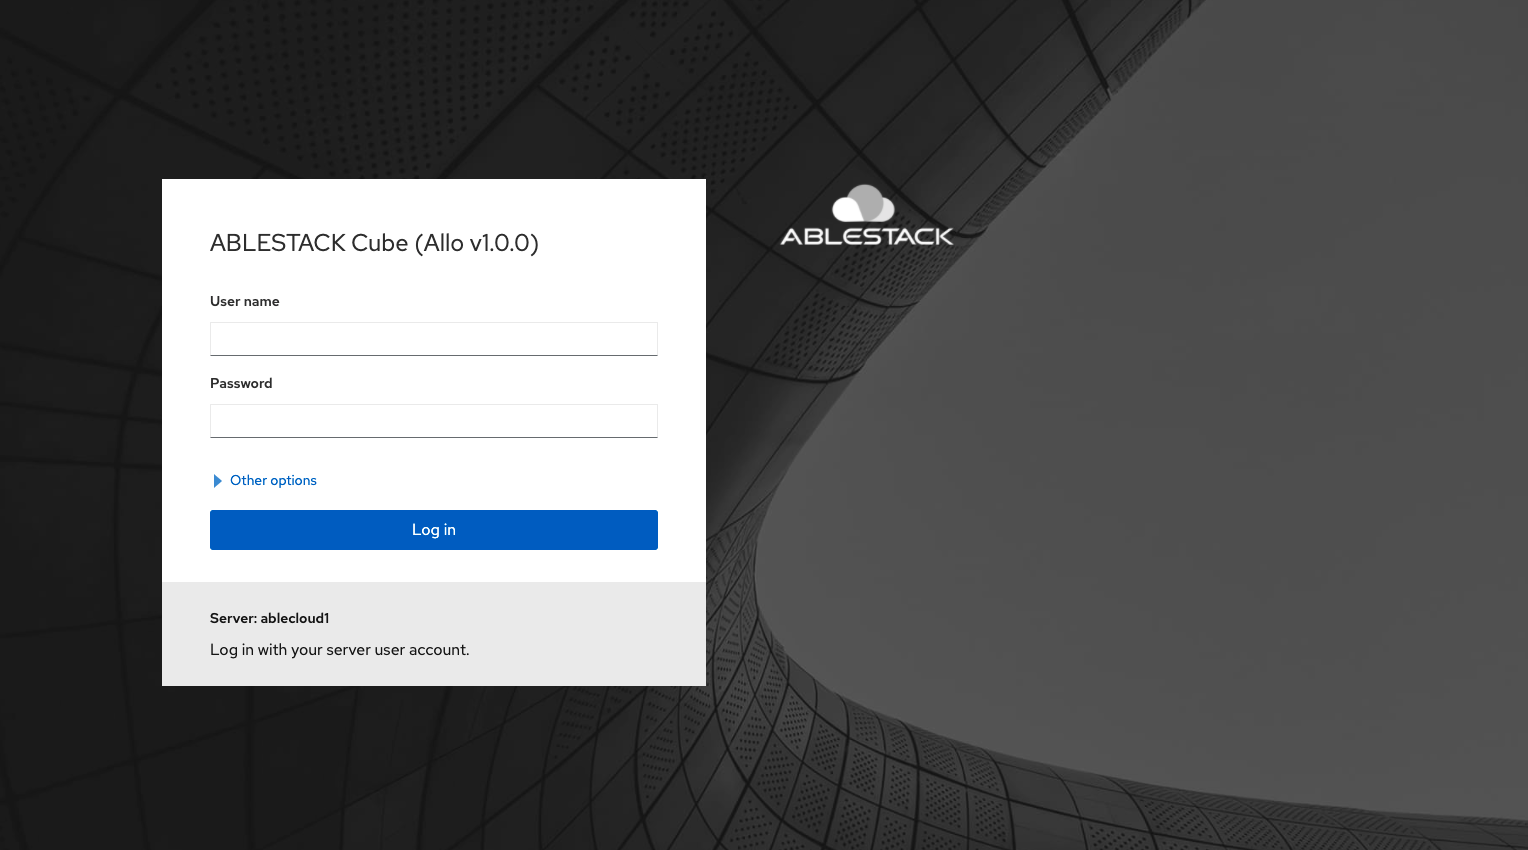 ABLESTACK Cube (Allo v1.0.0)
User name
Password
Other options
Log in
Server: ablecloud1
Log in with your server user account.
ABLESTACK